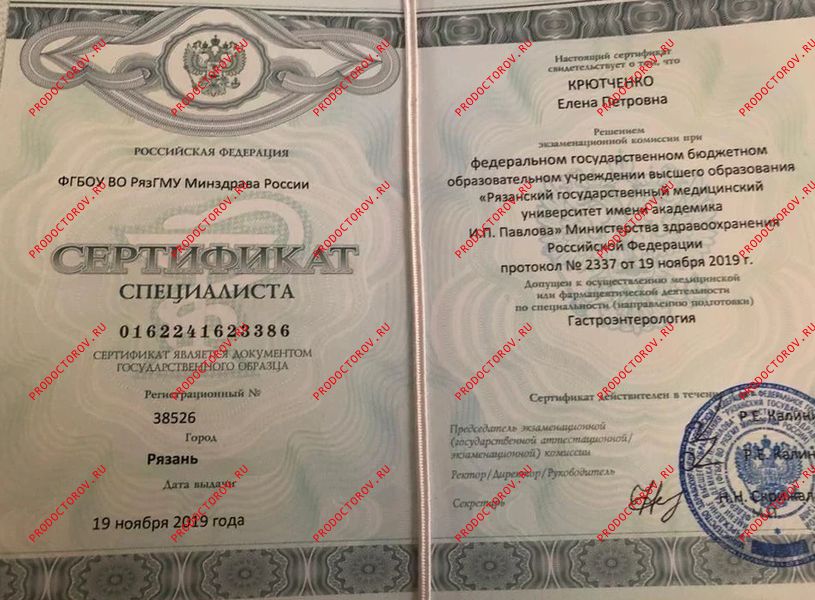 РОССИЙСКАЯ ФЕДЕРАЦИЯ
ФГБОУ ВО РязГМУ Минздрава России
СЕРТИФИКАТ
СПЕЦИАЛИСТА
0162241623386
СЕРТИФИКАТ ЯВЛЯЕТСЯ ДОКУМЕНТОМ
ГОСУДАРСТВЕННОГО ОБРАЗЦА
Регистрационный №
38526
Город
Рязань
Дата выдачи
19 ноября 2019 года
Настоящий сертификат
свидетельствует о том, что
КРЮТЧЕНКО
Елена Петровна
Решением
экзаменационной комиссии при
федеральном государственном бюджетном
образовательном учреждении высшего образования
«Рязанский государственный медицинский
университет имени академика
И.П. Павлова» Министерства здравоохранения
Российской Федерации
протокол № 2337 от 19 ноября 2019 г.
Допущен к осуществлению медицинской
или фармацевтической деятельности
по специальности (направлению подготовки)
Гастроэнтерология
Сертификат действителен в течени
Председатель экзаменационной
(государственной аттестационной/
экзаменационной) комиссии
Р.Е. Калин
Ректор/Директор/Руководитель
Р.Е. Калин
Секретарь
Н.Н. Скрижал
PRODOCTOROV.RU